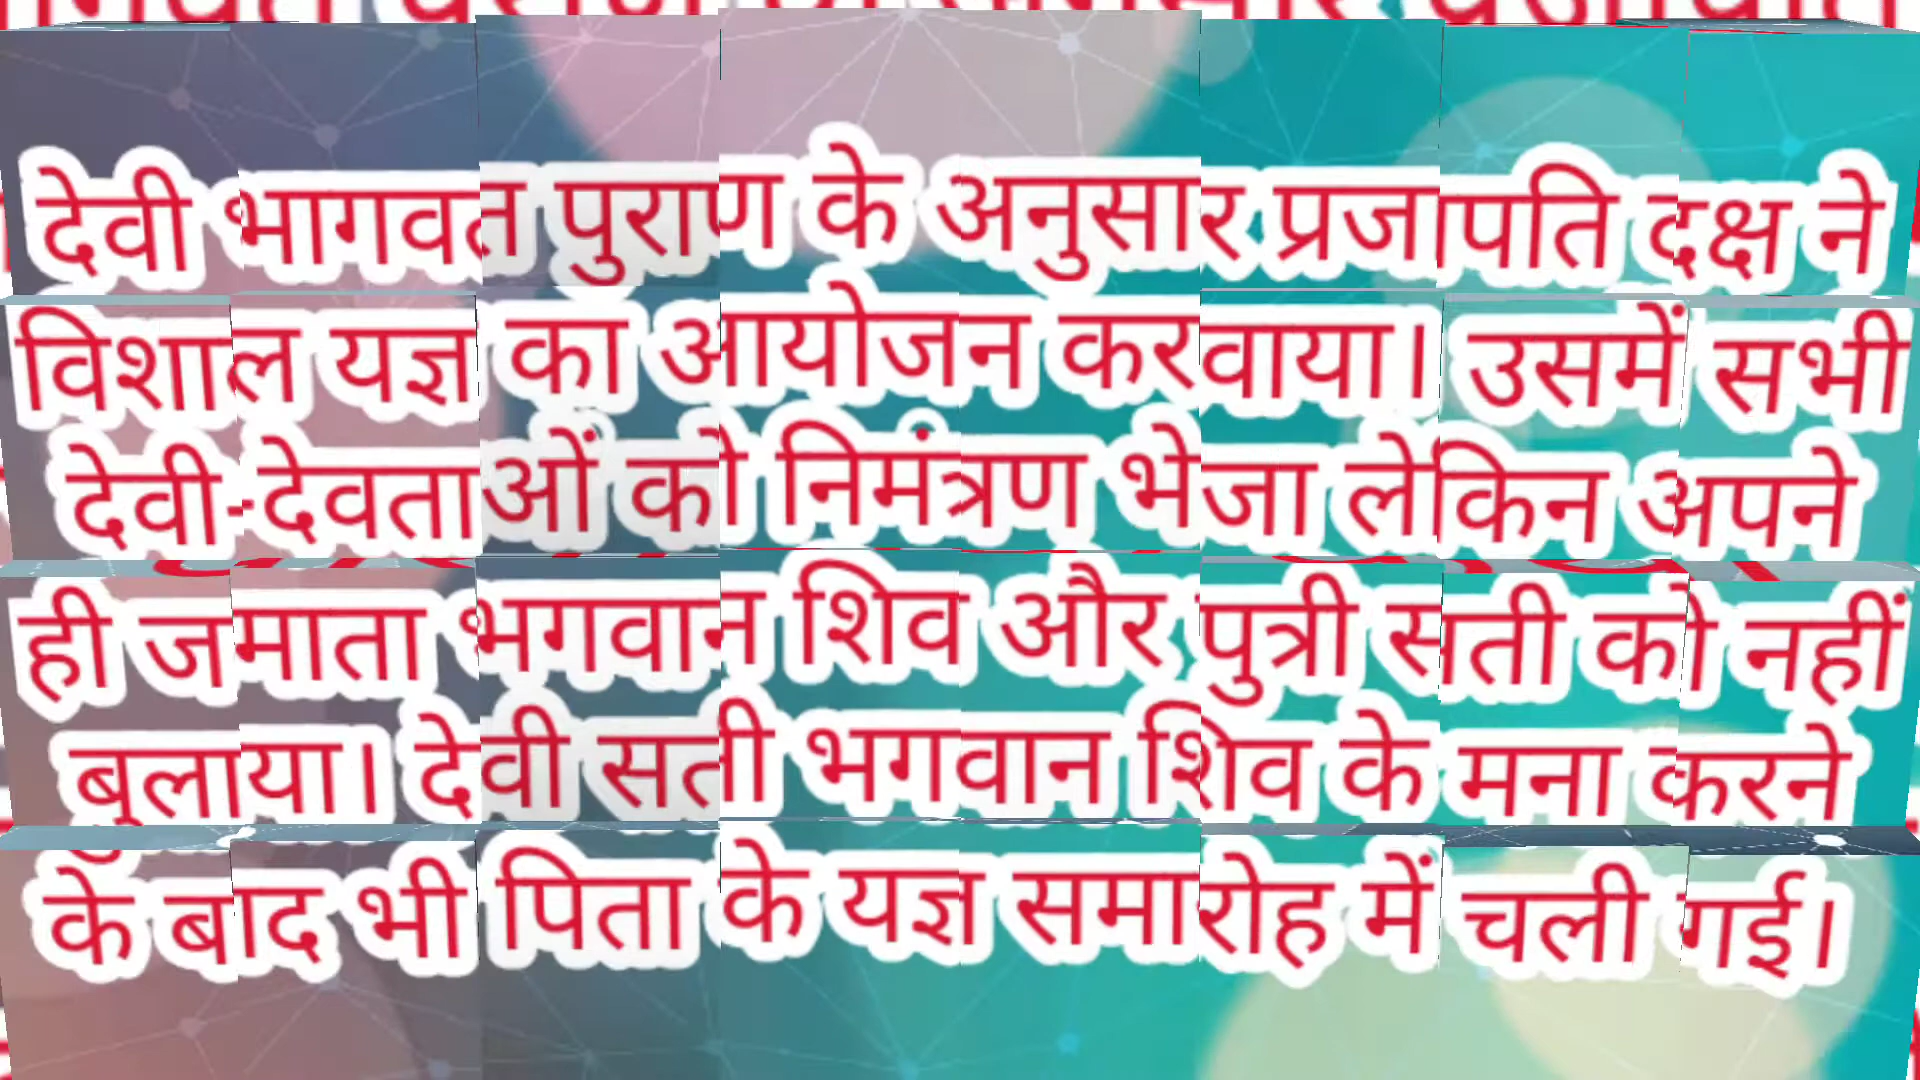 देवी भागवत पुराण के अनुसार प्रजापति दक्ष ने
विशाल यज्ञ का आयोजन करवाया। उसमें सभी
देवी-देवताओं को निमंत्रण भेजा लेकिन अपने
ही जमाता भगवान शिव और पुत्री सती को नहीं
बुलाया। देवी सती भगवान शिव के मना करने
के बाद भी पिता के यज्ञ समारोह में चली गई।